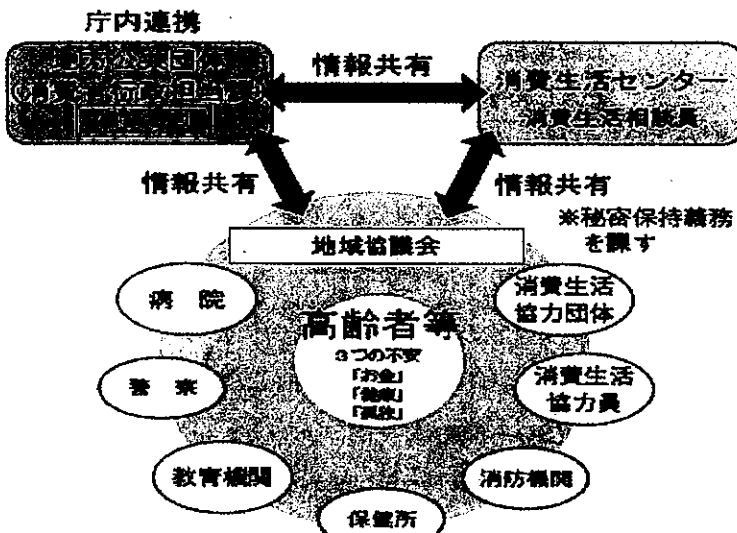 庁内連携
情報共有
消費生活センター
消費生活相談員
情報共有
情報共有
※秘密保持義務
を課す
地域協議会
病院
消費生活
協力団体
高齢者等
3つの不安
「お金」
「健康」
「孤独」
警察
消費生活
協力員
教育機関
消防機関
保健所